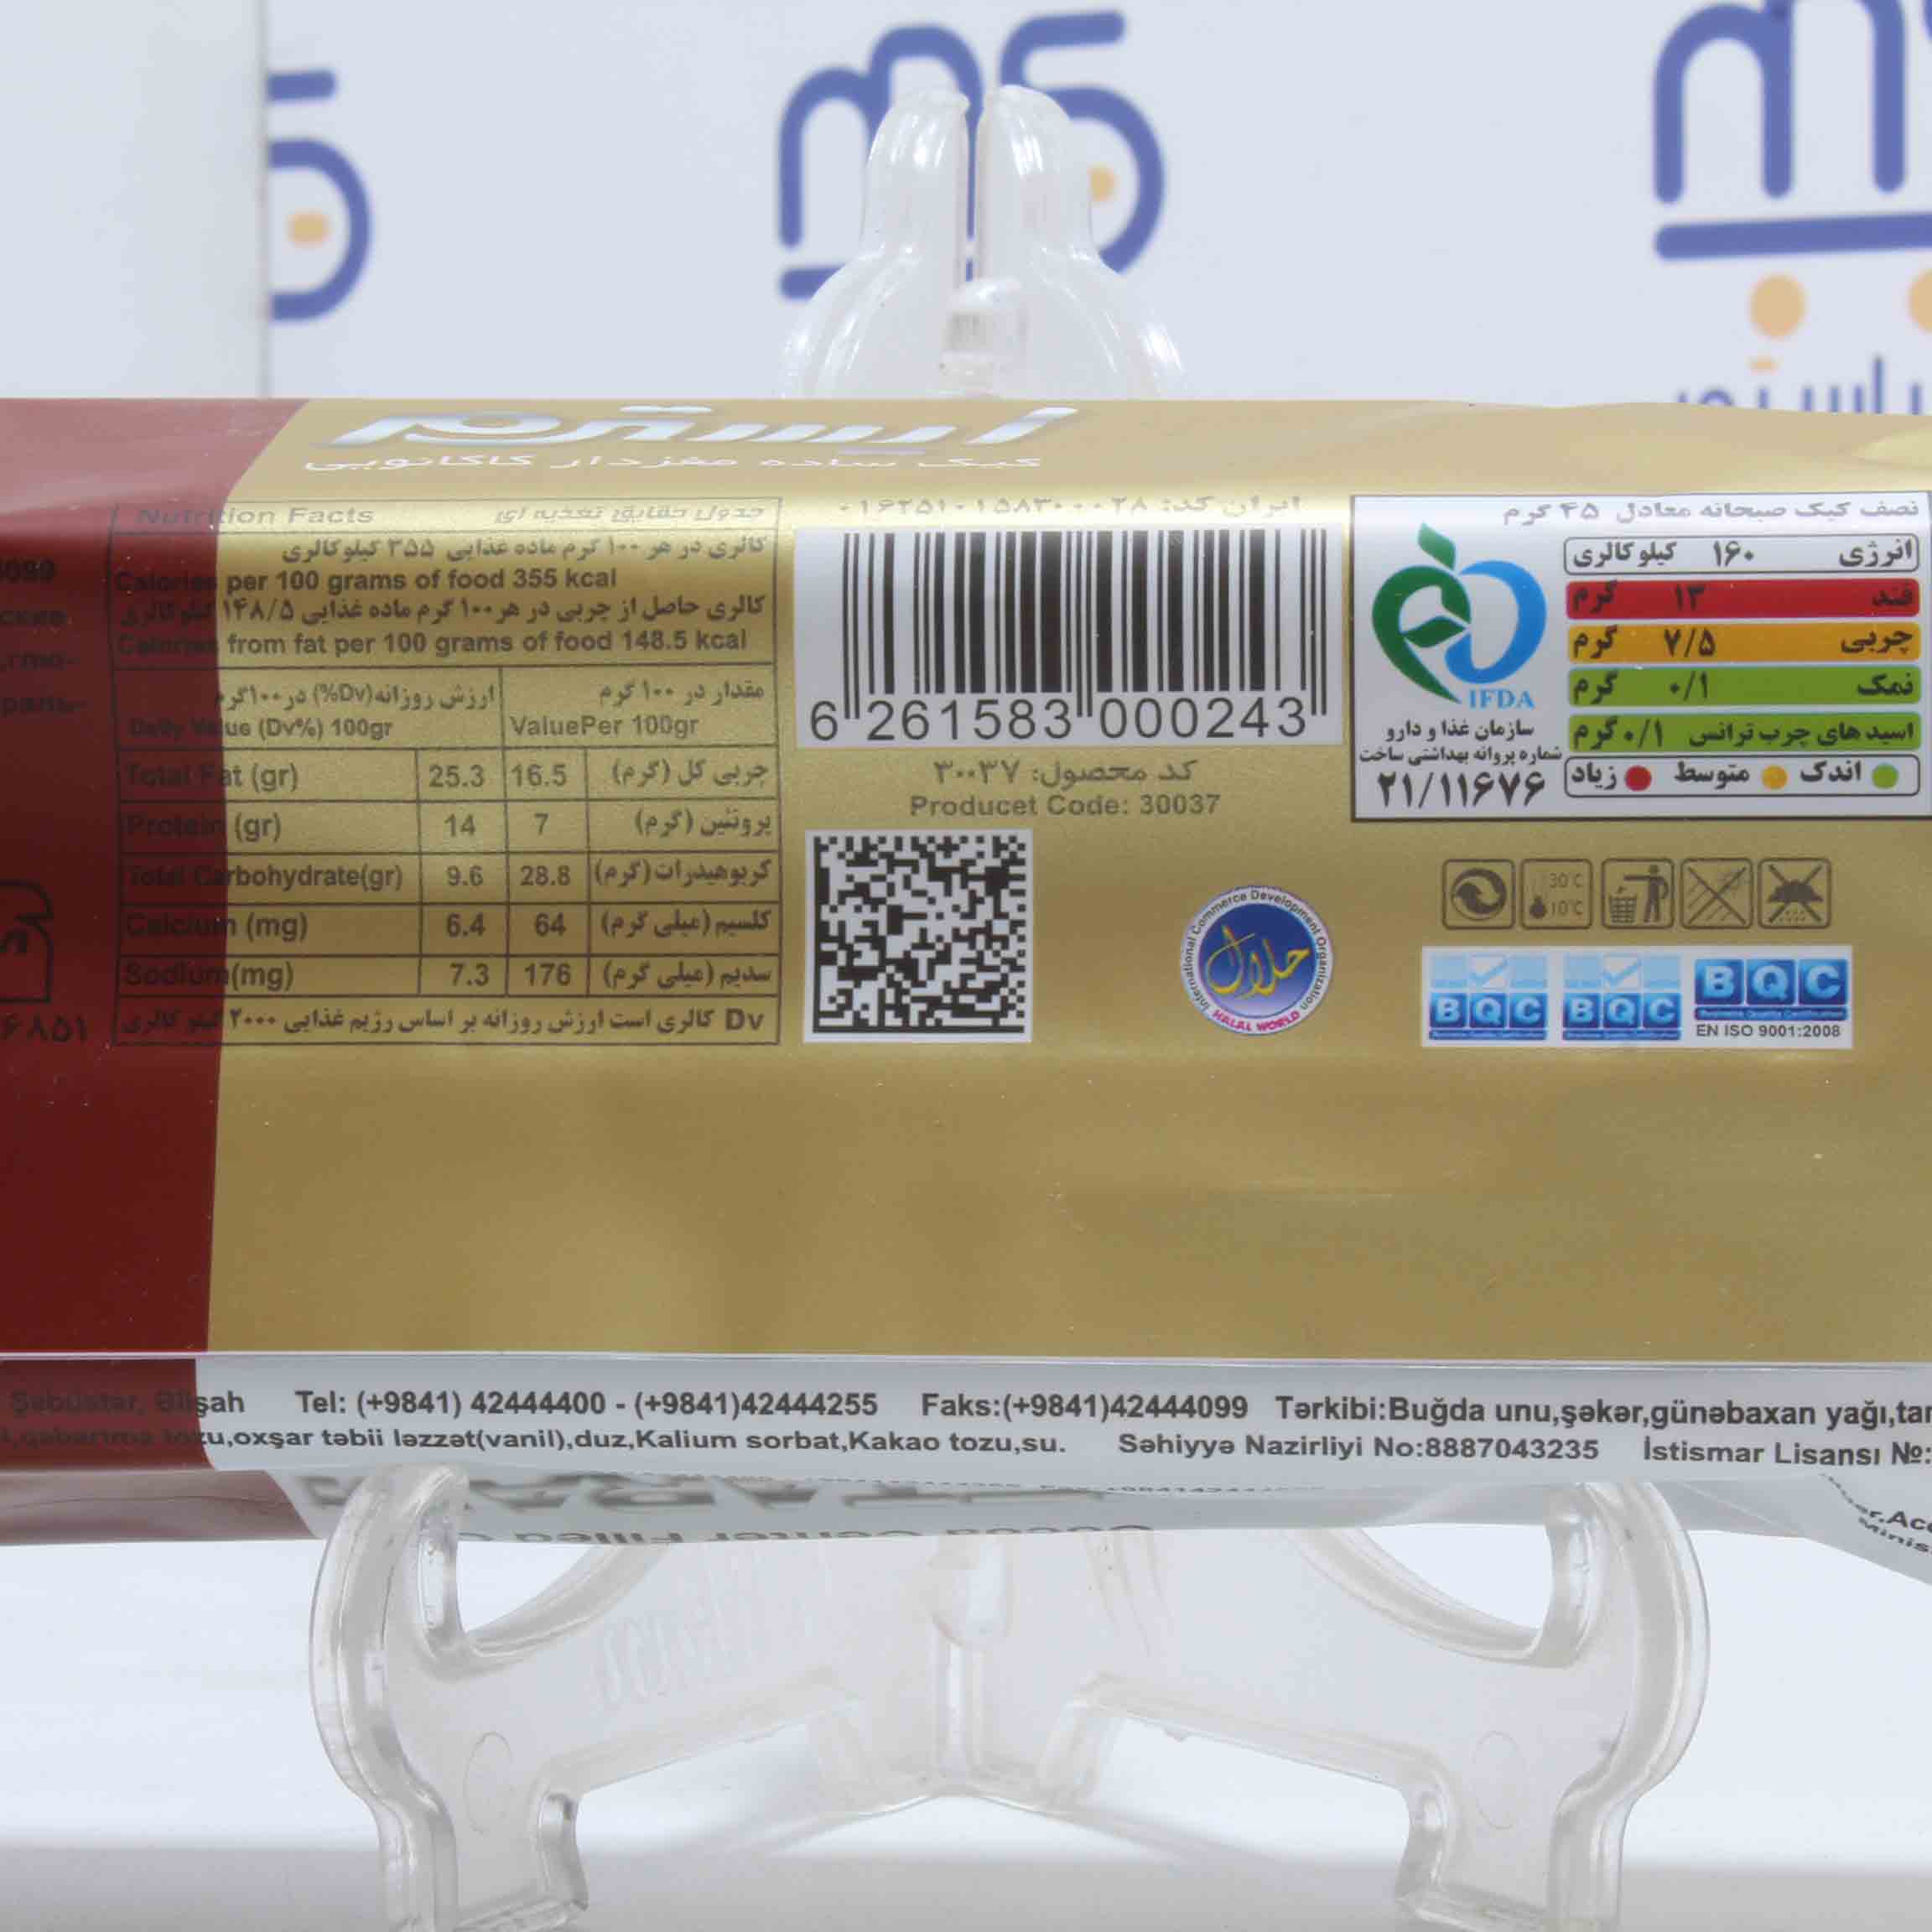 ایسترم
کیک ساده مغزدار کاکائویی
Nutrition Facts جدول حقایق تغذیه ای
کالری در هر ۱۰۰ گرم ماده غذایی ۳۵۵ کیلوکالری
Calories per 100 grams of food 355 kcal
کالری حاصل از چربی در هر ۱۰۰ گرم ماده غذایی ۱۴۸/۵ کیلو کالری
Calories from fat per 100 grams of food 148.5 kcal
ارزش روزانه (Dv%) در ۱۰۰گرم مقدار در ۱۰۰ گرم
Daily Value (Dv%) 100gr ValuePer 100gr
Total Fat (gr) 25.3 16.5 چربی کل (گرم)
Protein (gr) 14 7 پروتئین (گرم)
Total Carbohydrate(gr) 9.6 28.8 کربوهیدرات (گرم)
Calcium (mg) 6.4 64 کلسیم (میلی گرم)
Sodium(mg) 7.3 176 سدیم (میلی گرم)
Dv کالری است ارزش روزانه بر اساس رژیم غذایی ۲۰۰۰ کیلو کالری
ایران کد:
6 261583 000243
کد محصول: ۳۰۰۳۷
Producet Code: 30037
International Commerce Development Organization
حلال
HALAL WORLD
نصف کیک صبحانه معادل ۴۵ گرم
انرژی ۱۶۰ کیلوکالری
قند ۱۳ گرم
چربی ۷/۵ گرم
نمک ۰/۱ گرم
اسید های چرب ترانس ۰/۱ گرم
اندک متوسط زیاد
IFDA
سازمان غذا و دارو
شماره پروانه بهداشتی ساخت
۲۱/۱۱۶۷۶
30°C
10°C
BQC BQC BQC
EN ISO 9001:2008
Şəbüstər, Əlişah Tel: (+9841) 42444400 - (+9841)42444255 Faks:(+9841)42444099 Tərkibi:Buğda unu,şəkər,günəbaxan yağı,
qabartma tozu,oxşar təbii ləzzət(vanil),duz,Kalium sorbat,Kakao tozu,su. Səhiyyə Nazirliyi No:8887043235 İstismar Lisansı №:
Cocoa Center Filled